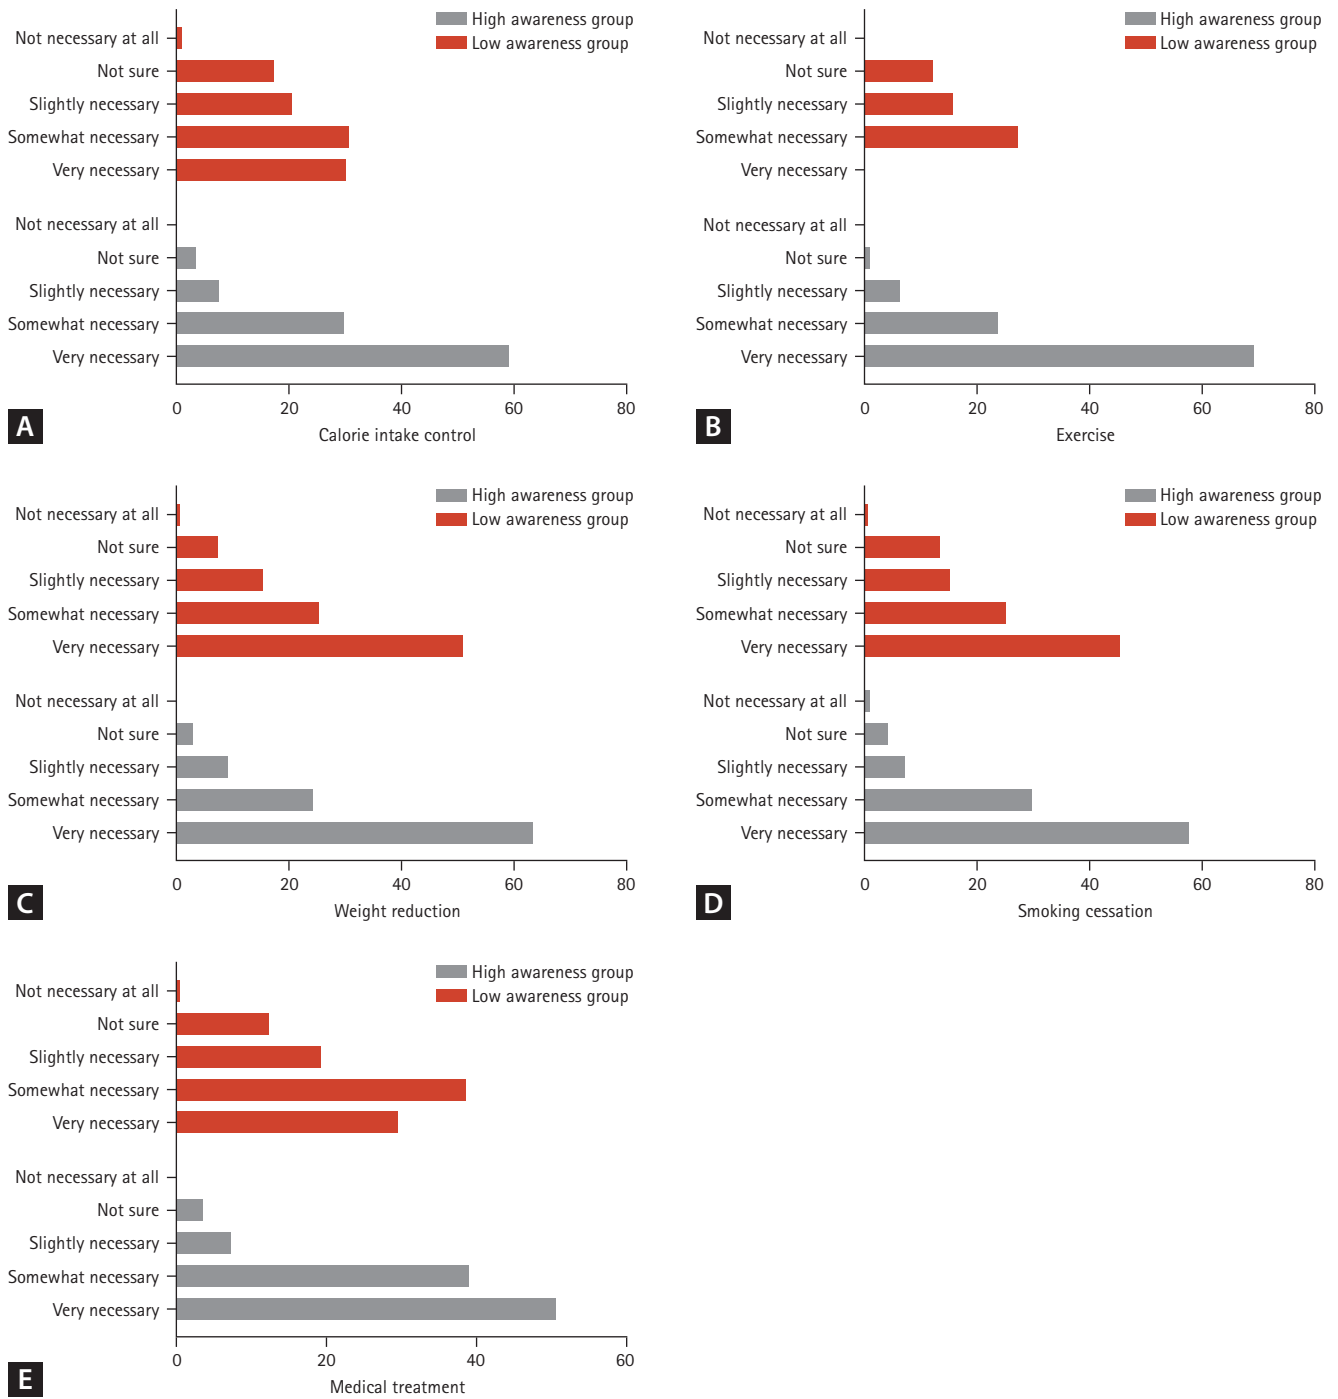 High awareness group
Low awareness group
Not necessary at all
Not sure
Slightly necessary
Somewhat necessary
Very necessary
Not necessary at all
Not sure
Slightly necessary
Somewhat necessary
Very necessary
0 20 40 60 80
Calorie intake control
A
High awareness group
Low awareness group
Not necessary at all
Not sure
Slightly necessary
Somewhat necessary
Very necessary
Not necessary at all
Not sure
Slightly necessary
Somewhat necessary
Very necessary
0 20 40 60 80
Exercise
B
High awareness group
Low awareness group
Not necessary at all
Not sure
Slightly necessary
Somewhat necessary
Very necessary
Not necessary at all
Not sure
Slightly necessary
Somewhat necessary
Very necessary
0 20 40 60 80
Weight reduction
C
High awareness group
Low awareness group
Not necessary at all
Not sure
Slightly necessary
Somewhat necessary
Very necessary
Not necessary at all
Not sure
Slightly necessary
Somewhat necessary
Very necessary
0 20 40 60 80
Smoking cessation
D
High awareness group
Low awareness group
Not necessary at all
Not sure
Slightly necessary
Somewhat necessary
Very necessary
Not necessary at all
Not sure
Slightly necessary
Somewhat necessary
Very necessary
0 20 40 60
Medical treatment
E